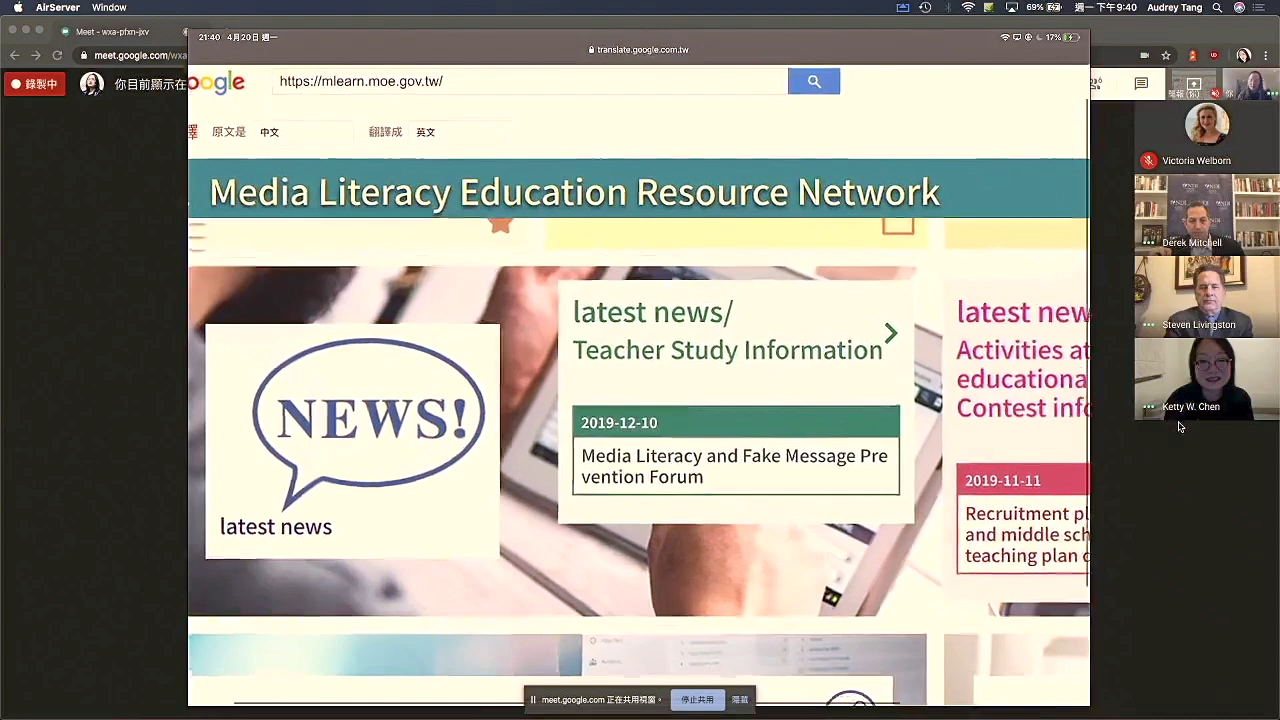 AirServer Window
69% 週一下午9:40 Audrey Tang
Meet - wxa-pfxn-jxv
meet.google.com/wxa
錄製中
你目前顯示在
21:40 4月20日 週一
translate.google.com.tw
17%
oogle
https://mlearn.moe.gov.tw/
譯 原文是 中文 翻譯成 英文
Media Literacy Education Resource Network
NEWS!
latest news
latest news/
Teacher Study Information
2019-12-10
Media Literacy and Fake Message Pre
vention Forum
latest new
Activities at
educationa
Contest info
2019-11-11
Recruitment pl
and middle sch
teaching plan c
Victoria Welborn
Derek Mitchell
Steven Livingston
Ketty W. Chen
meet.google.com 正在共用視窗。 停止共用 隱藏